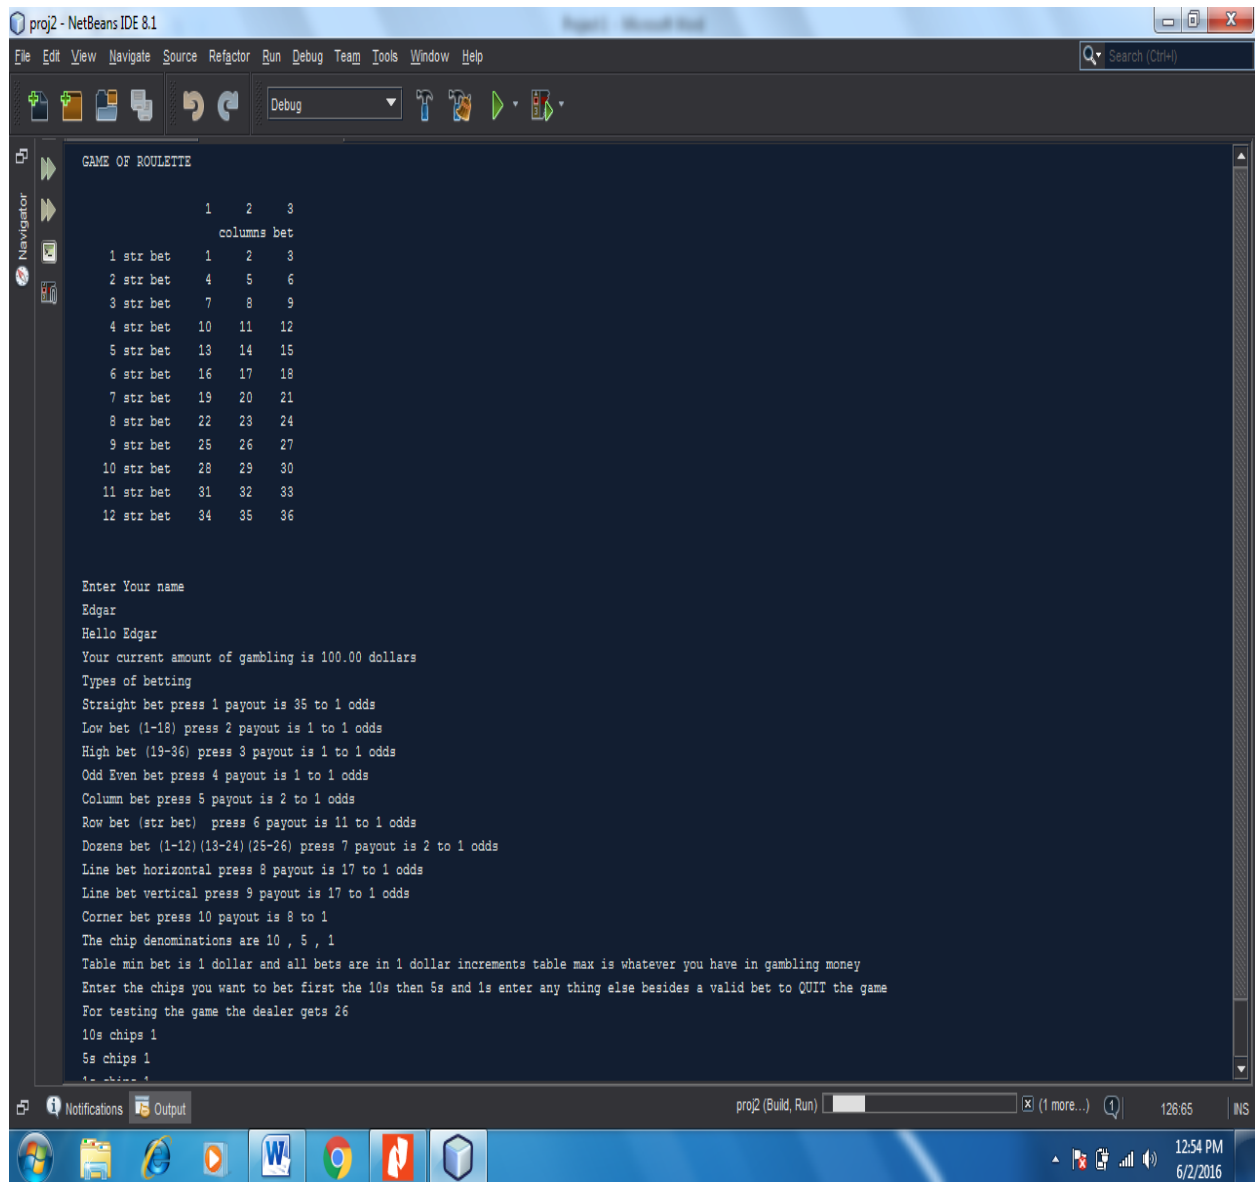 proj2 - NetBeans IDE 8.1
File Edit View Navigate Source Refactor Run Debug Team Tools Window Help
Search (Ctrl+I)
Debug
Navigator
GAME OF ROULETTE
1 2 3
columns bet
1 str bet 1 2 3
2 str bet 4 5 6
3 str bet 7 8 9
4 str bet 10 11 12
5 str bet 13 14 15
6 str bet 16 17 18
7 str bet 19 20 21
8 str bet 22 23 24
9 str bet 25 26 27
10 str bet 28 29 30
11 str bet 31 32 33
12 str bet 34 35 36
Enter Your name
Edgar
Hello Edgar
Your current amount of gambling is 100.00 dollars
Types of betting
Straight bet press 1 payout is 35 to 1 odds
Low bet (1-18) press 2 payout is 1 to 1 odds
High bet (19-36) press 3 payout is 1 to 1 odds
Odd Even bet press 4 payout is 1 to 1 odds
Column bet press 5 payout is 2 to 1 odds
Row bet (str bet)  press 6 payout is 11 to 1 odds
Dozens bet (1-12)(13-24)(25-26) press 7 payout is 2 to 1 odds
Line bet horizontal press 8 payout is 17 to 1 odds
Line bet vertical press 9 payout is 17 to 1 odds
Corner bet press 10 payout is 8 to 1
The chip denominations are 10 , 5 , 1
Table min bet is 1 dollar and all bets are in 1 dollar increments table max is whatever you have in gambling money
Enter the chips you want to bet first the 10s then 5s and 1s enter any thing else besides a valid bet to QUIT the game
For testing the game the dealer gets 26
10s chips 1
5s chips 1
1s chips 1
Notifications Output
proj2 (Build, Run) (1 more...) 1 126:65 INS
12:54 PM
6/2/2016